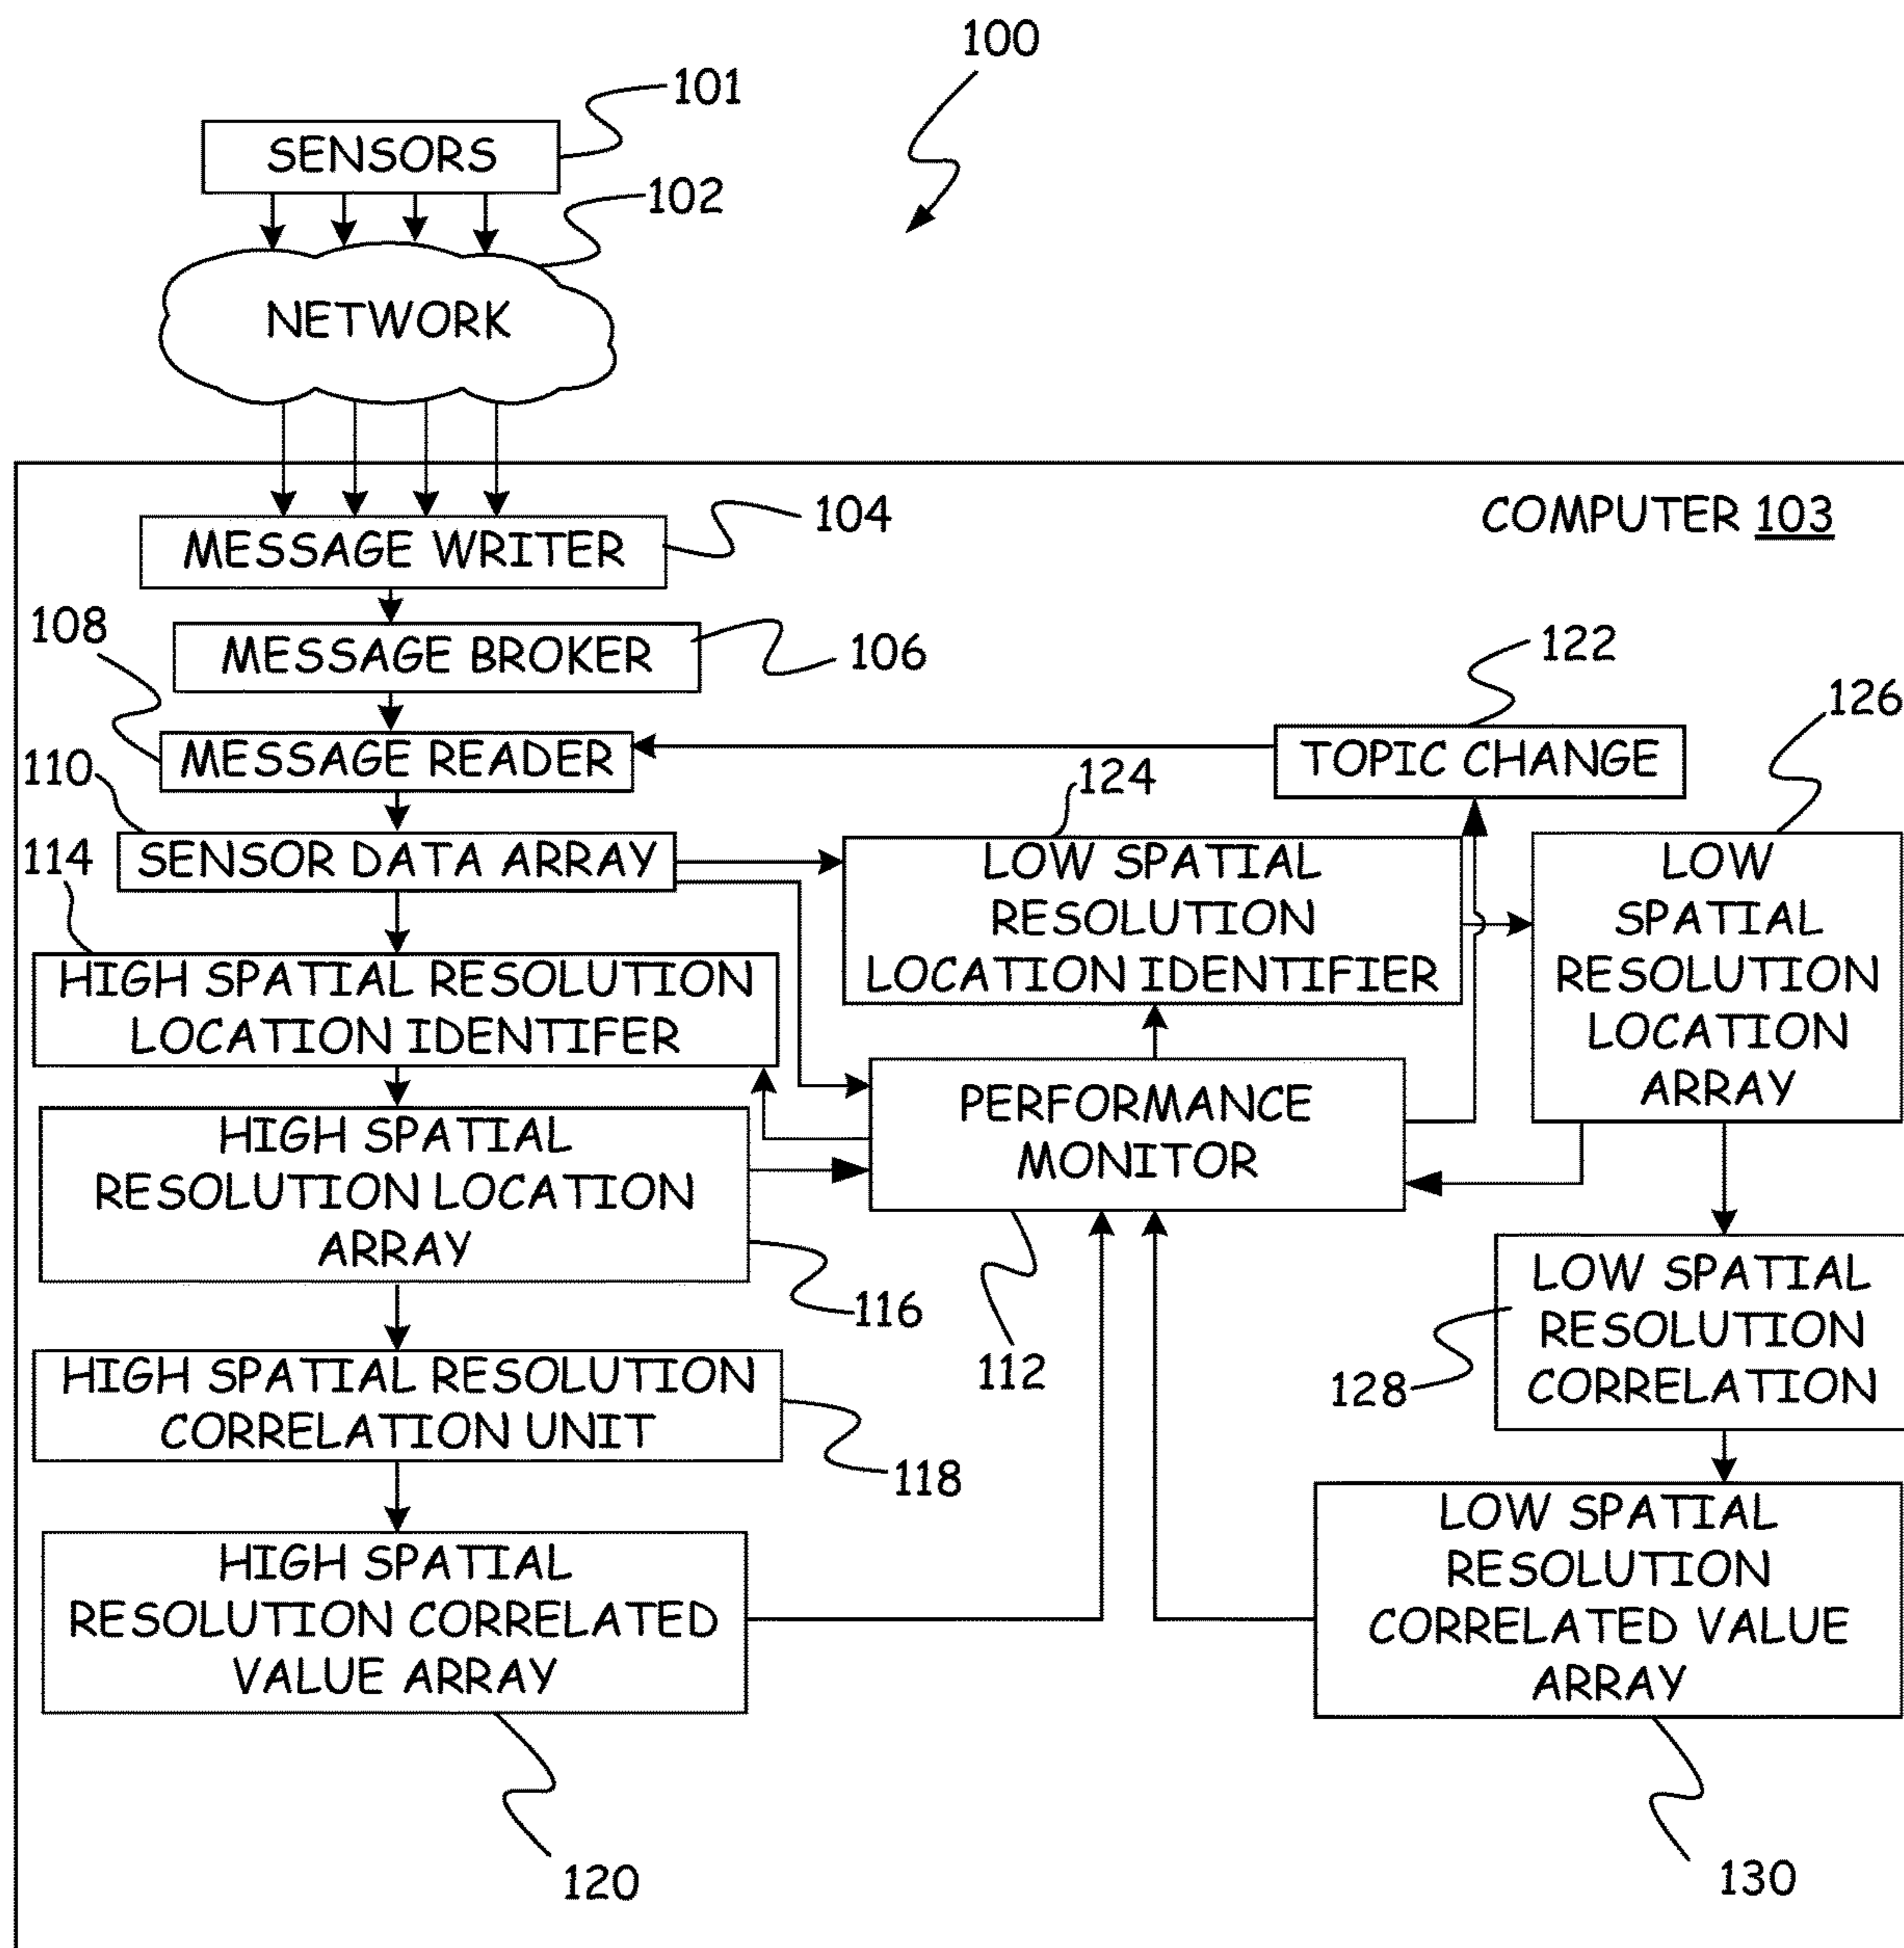 100
101
SENSORS
102
NETWORK
COMPUTER 103
104
MESSAGE WRITER
108
MESSAGE BROKER
106
122
126
MESSAGE READER
TOPIC CHANGE
110
124
114
SENSOR DATA ARRAY
LOW SPATIAL
RESOLUTION
LOCATION IDENTIFIER
LOW
SPATIAL
RESOLUTION
LOCATION
ARRAY
HIGH SPATIAL RESOLUTION
LOCATION IDENTIFER
PERFORMANCE
MONITOR
HIGH SPATIAL
RESOLUTION LOCATION
ARRAY
116
112
LOW SPATIAL
RESOLUTION
CORRELATION
128
HIGH SPATIAL RESOLUTION
CORRELATION UNIT
118
HIGH SPATIAL
RESOLUTION CORRELATED
VALUE ARRAY
LOW SPATIAL
RESOLUTION
CORRELATED VALUE
ARRAY
120
130